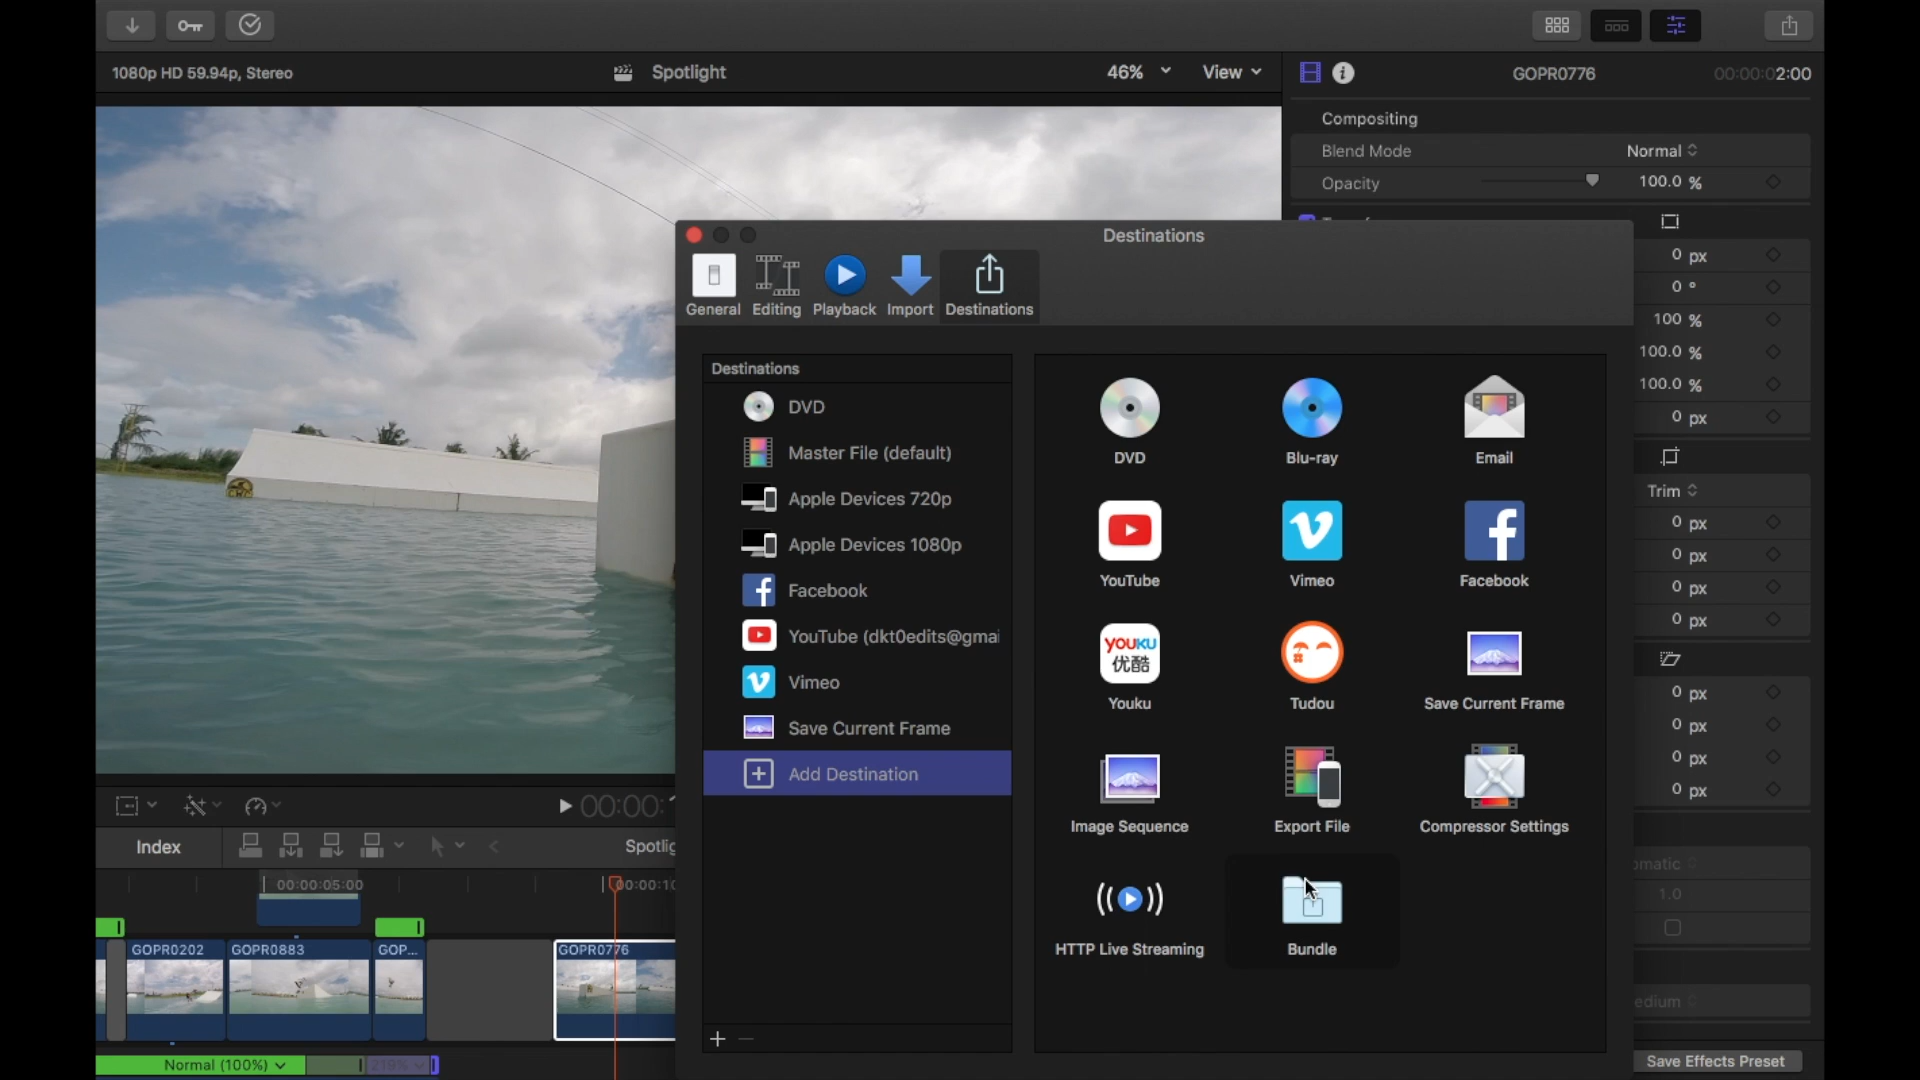 1080p HD 59.94p, Stereo
Spotlight
46%
View
GOPR0776
00:00:02:00
Compositing
Blend Mode
Normal
Opacity
100.0 %
Destinations
General
Editing
Playback
Import
Destinations
0 px
0 °
100 %
100.0 %
100.0 %
0 px
Trim
0 px
0 px
0 px
0 px
0 px
0 px
0 px
0 px
1.0
Destinations
DVD
Master File (default)
Apple Devices 720p
Apple Devices 1080p
Facebook
YouTube (dkt0edits@gmai
Vimeo
Save Current Frame
Add Destination
DVD
Blu-ray
Email
YouTube
Vimeo
Facebook
YOUKU
优酷
Youku
Tudou
Save Current Frame
Image Sequence
Export File
Compressor Settings
HTTP Live Streaming
Bundle
Index
00:00:05:00
GOPR0202
GOPR0883
GOP...
GOPR0776
Normal (100%)
Save Effects Preset